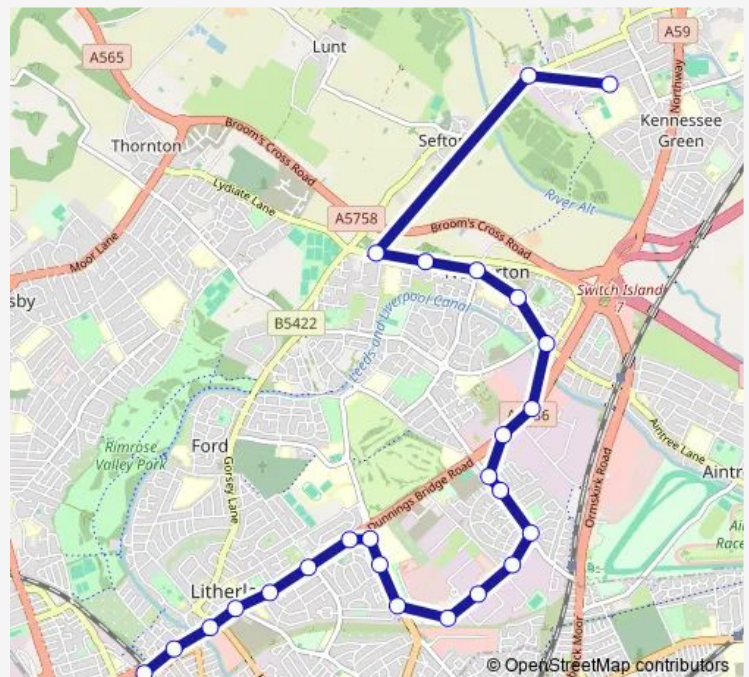 A59
A565
Lunt
Kennessee
Green
Northway
Thornton
Broom's Cross Road
Lydiate Lane
River Alt
A5758
Broom's Cross Road
Moor Lane
Switch Island
7
Leeds and Liverpool Canal
B5422
Rimrose
Valley Park
Ford
Gorsey Lane
Aintree Lane
Dunnings Bridge Road
Ormskirk Road
© OpenStreetMap contributors